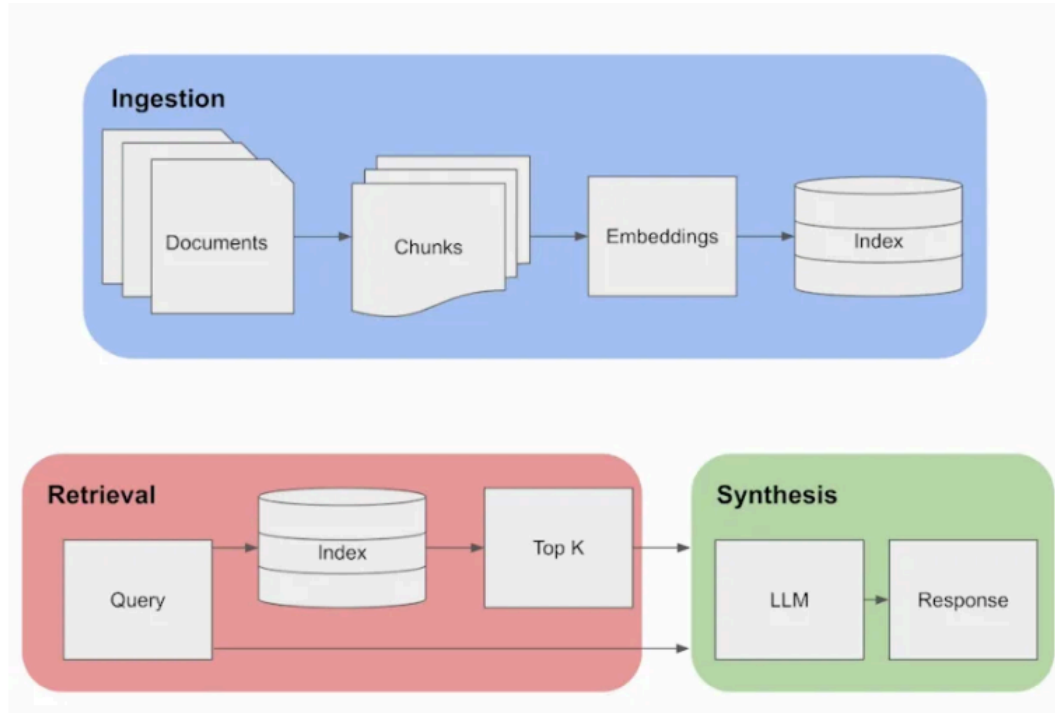 Ingestion
Documents
Chunks
Embeddings
Index
Retrieval
Query
Index
Top K
Synthesis
LLM
Response